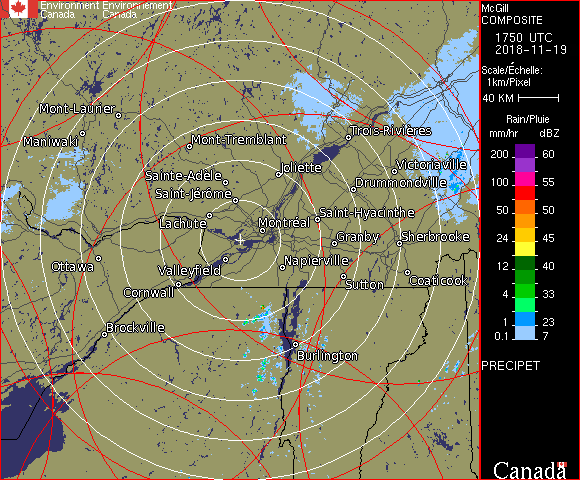 Environment Environnement
Canada Canada
McGill
COMPOSITE
1750 UTC
2018-11-19
Scale/Échelle:
1km/Pixel
40 KM
Rain/Pluie
mm/hr dBZ
200 60
55
100 55
50 50
24 45
30
12 40
4 33
1 23
0.1 7
PRECIPET
Canada
Mont-Laurier
Maniwaki
Mont-Tremblant
Trois-Rivières
Joliette
Victoriaville
Sainte-Adèle
Drummondville
Saint-Jérôme
Saint-Hyacinthe
Lachute
Montréal
Granby
Sherbrooke
Ottawa
Valleyfield
Napierville
Sutton
Coaticook
Cornwall
Brockville
Burlington